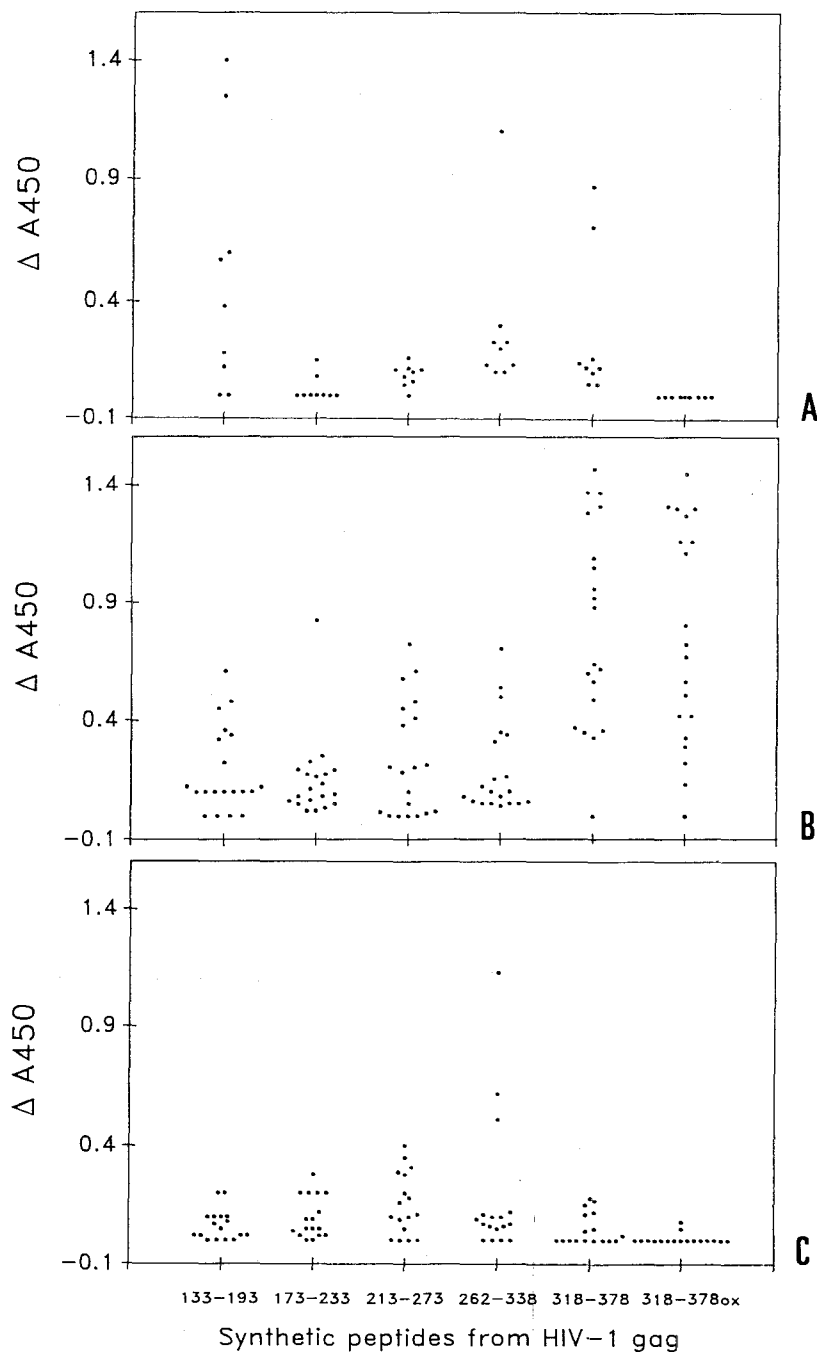 1.4
0.9
0.4
−0.1
Δ A450
A
1.4
0.9
0.4
−0.1
Δ A450
B
1.4
0.9
0.4
−0.1
Δ A450
C
133−193 173−233 213−273 262−338 318−378 318−378ox
Synthetic peptides from HIV−1 gag